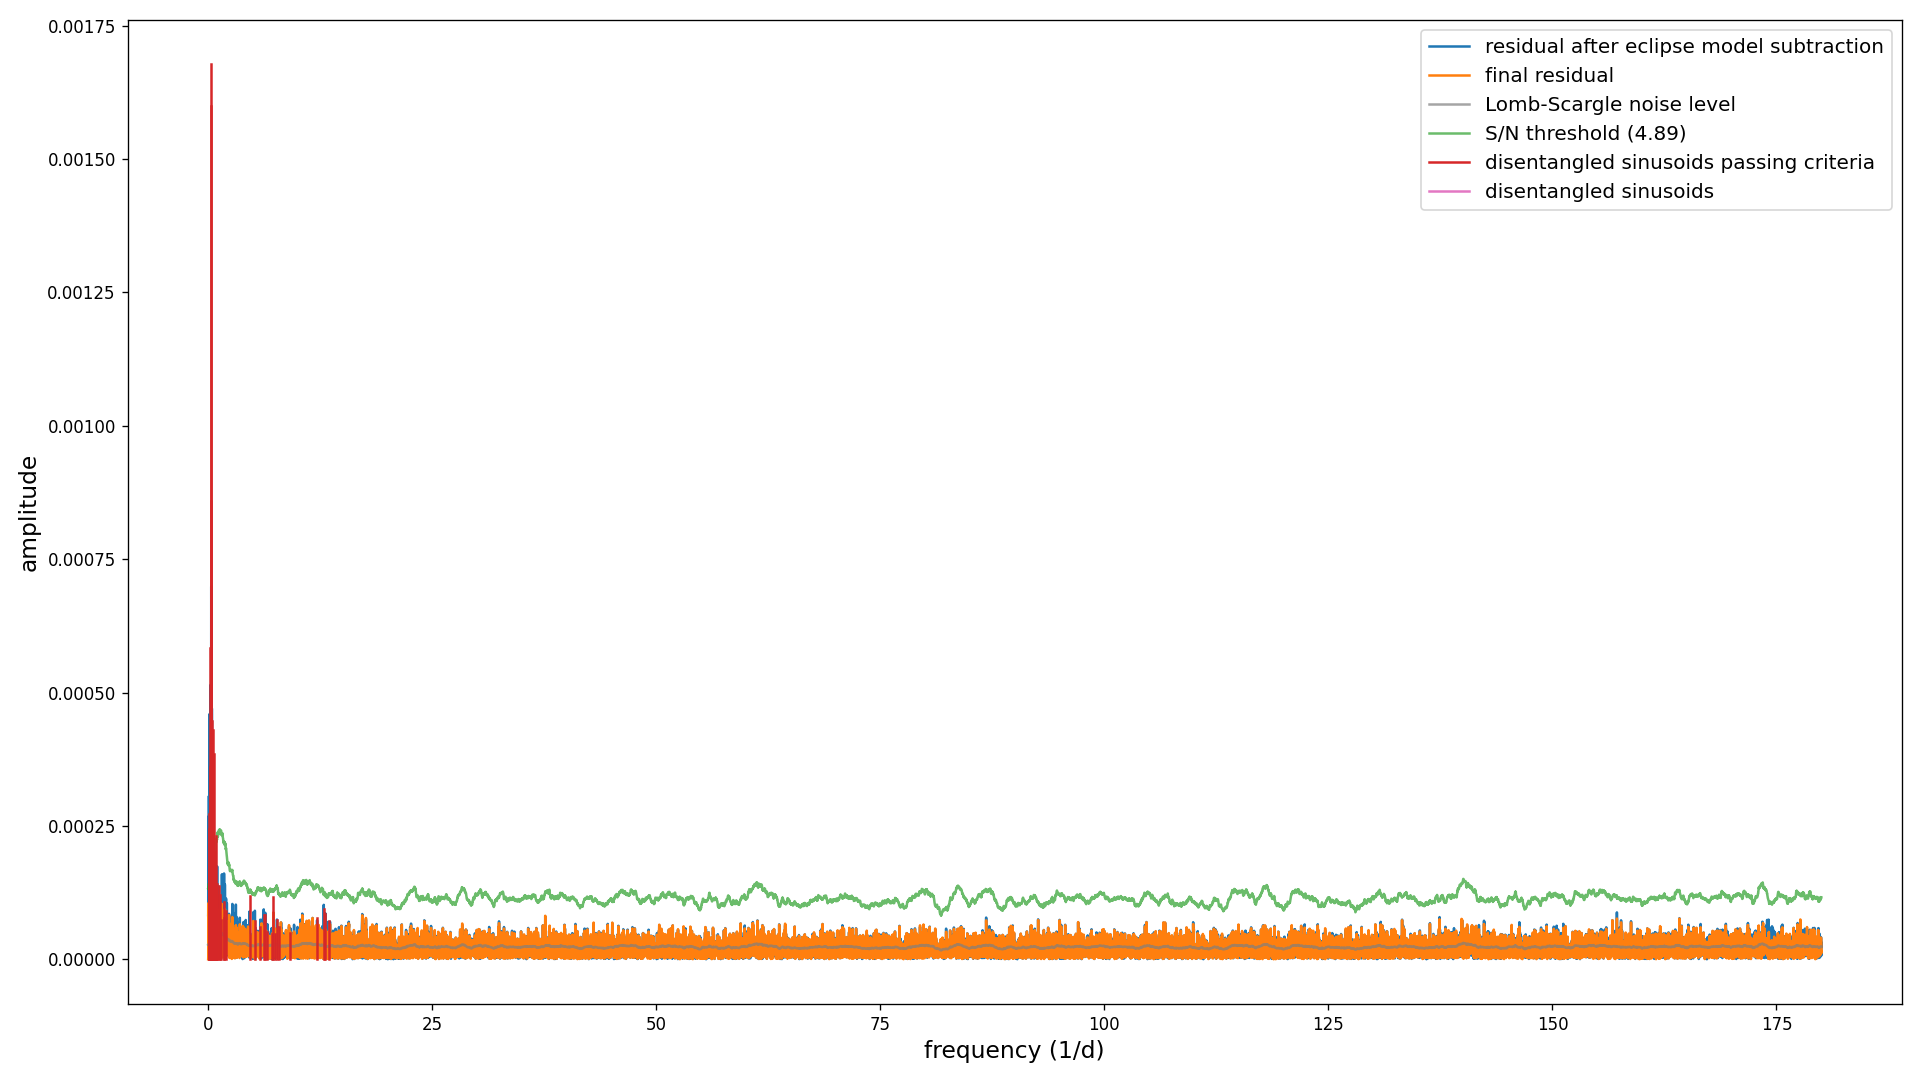 0.00175
0.00150
0.00125
0.00100
0.00075
0.00050
0.00025
0.00000
amplitude
residual after eclipse model subtraction
final residual
Lomb-Scargle noise level
S/N threshold (4.89)
disentangled sinusoids passing criteria
disentangled sinusoids
0 25 50 75 100 125 150 175
frequency (1/d)